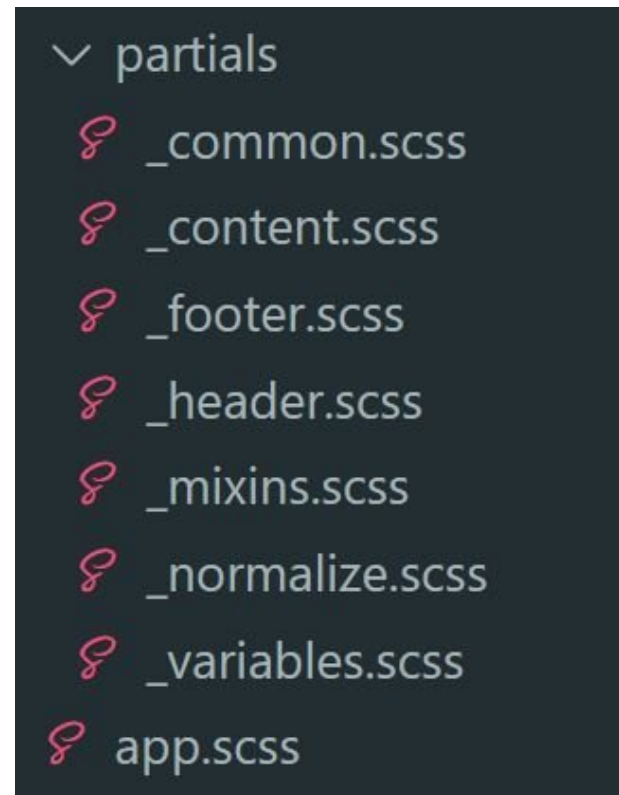 partials
_common.scss
_content.scss
_footer.scss
_header.scss
_mixins.scss
_normalize.scss
_variables.scss
app.scss